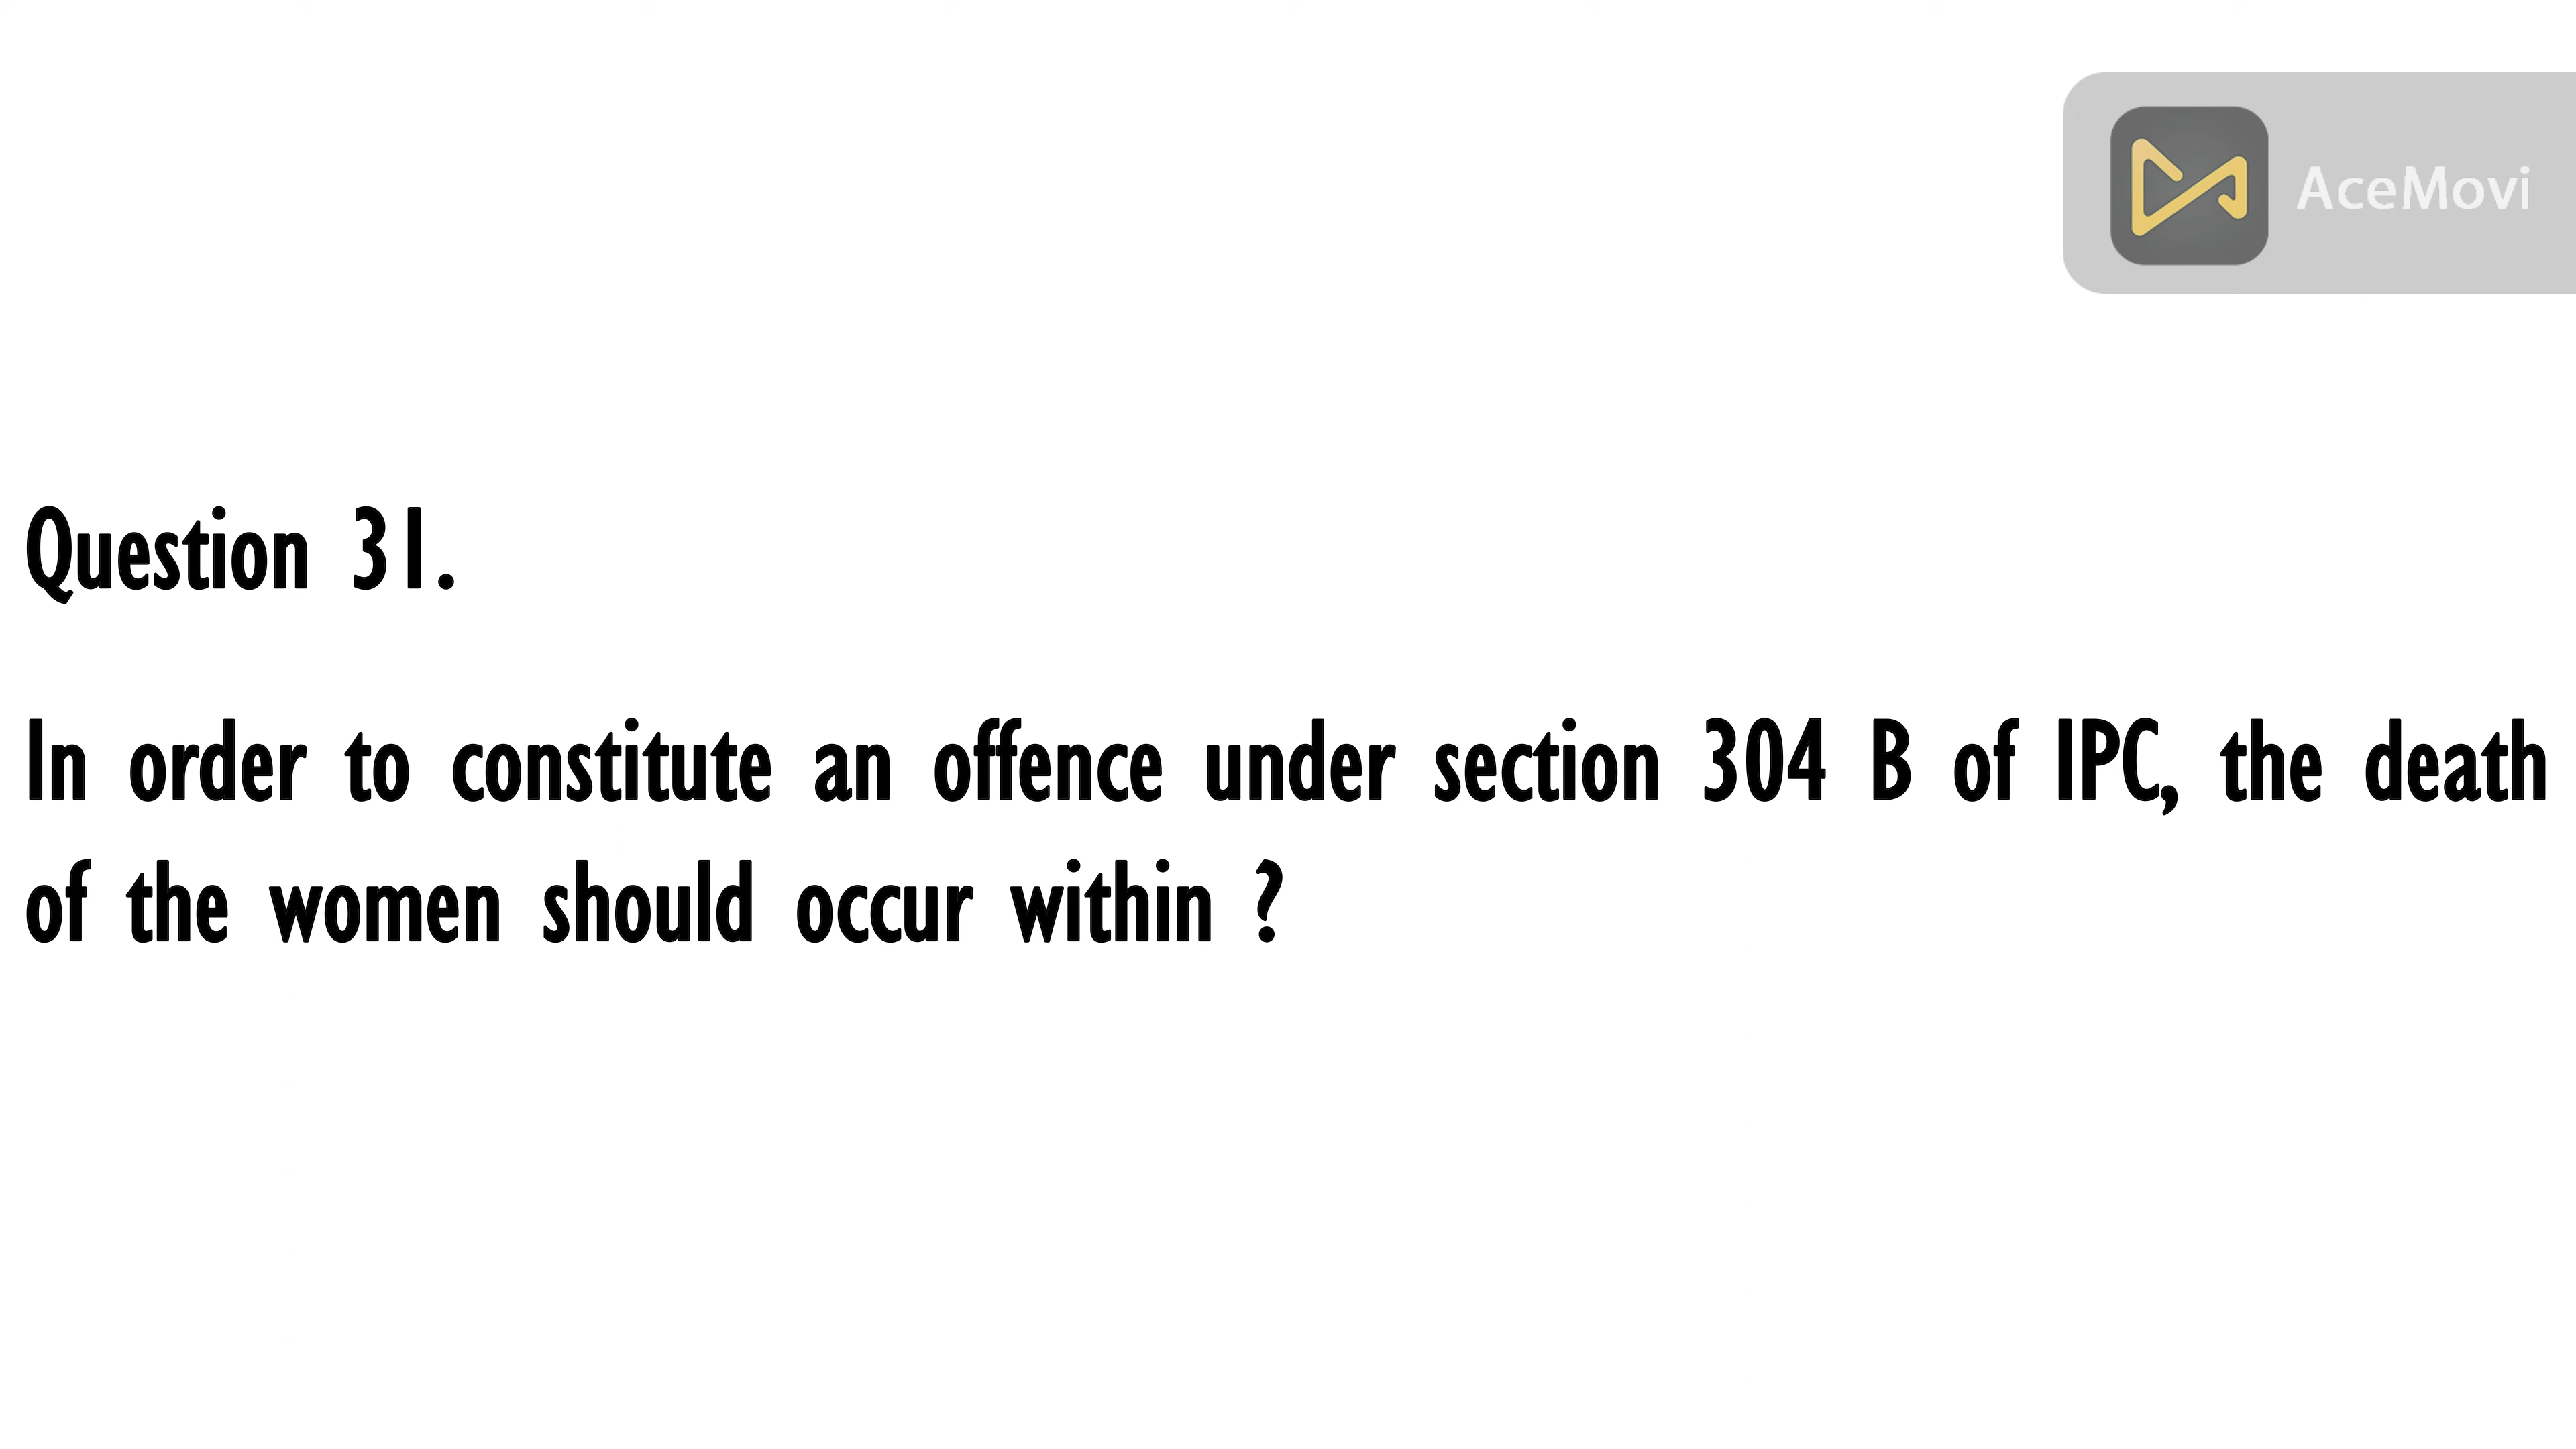 AceMovi
Question 31.
In order to constitute an offence under section 304 B of IPC, the death
of the women should occur within ?